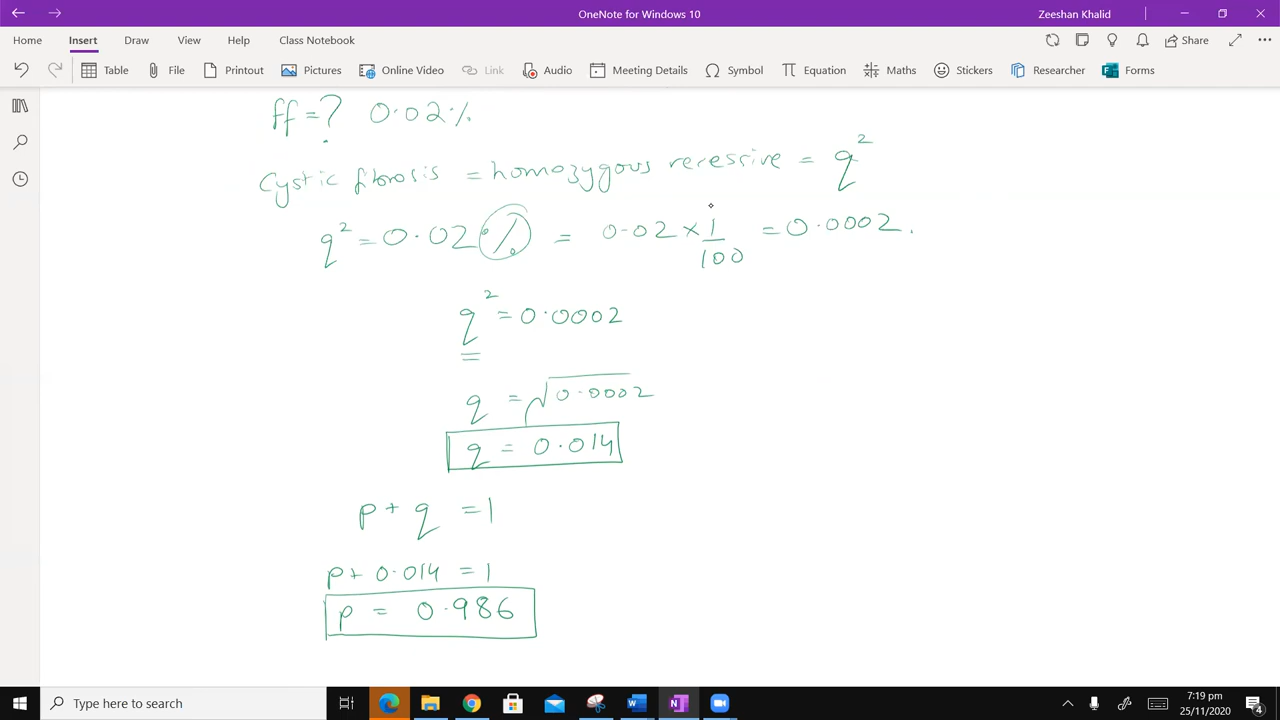 OneNote for Windows 10
Zeeshan Khalid
Home Insert Draw View Help Class Notebook
Share
Table File Printout Pictures Online Video Link Audio Meeting Details Symbol Equation Maths Stickers Researcher Forms
ff = ? 0.02%
Cystic fibrosis = homozygous recessive = q²
q² = 0.02% = 0.02 × 1/100 = 0.0002.
q² = 0.0002
q = √0.0002
q = 0.014
p + q = 1
p + 0.014 = 1
p = 0.986
Type here to search
7:19 pm
25/11/2020
4